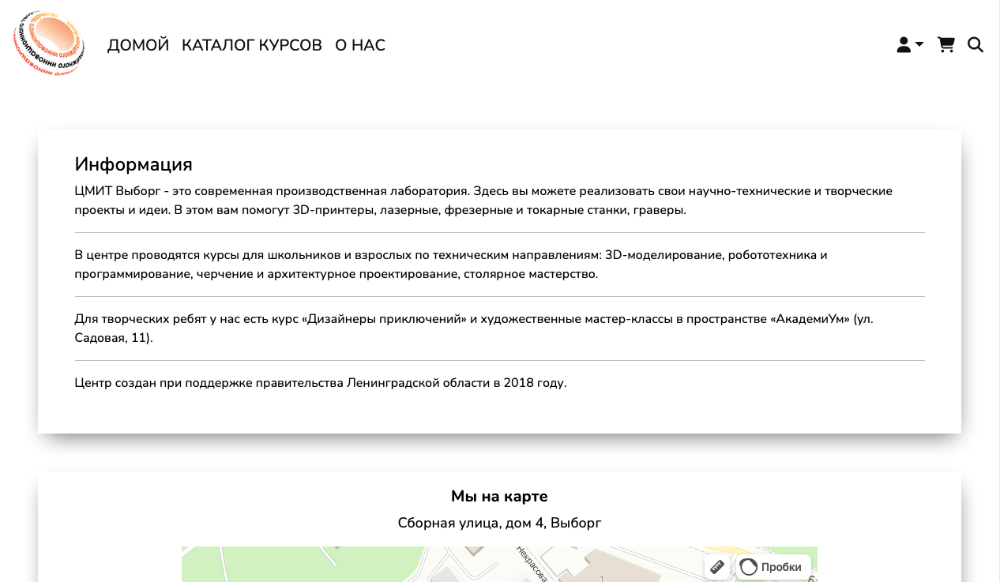 ДОМОЙ КАТАЛОГ КУРСОВ О НАС
Информация
ЦМИТ Выборг - это современная производственная лаборатория. Здесь вы можете реализовать свои научно-технические и творческие
проекты и идеи. В этом вам помогут 3D-принтеры, лазерные, фрезерные и токарные станки, граверы.
В центре проводятся курсы для школьников и взрослых по техническим направлениям: 3D-моделирование, робототехника и
программирование, черчение и архитектурное проектирование, столярное мастерство.
Для творческих ребят у нас есть курс «Дизайнеры приключений» и художественные мастер-классы в пространстве «АкадемиУм» (ул.
Садовая, 11).
Центр создан при поддержке правительства Ленинградской области в 2018 году.
Мы на карте
Сборная улица, дом 4, Выборг
Некрасова
1
Пробки